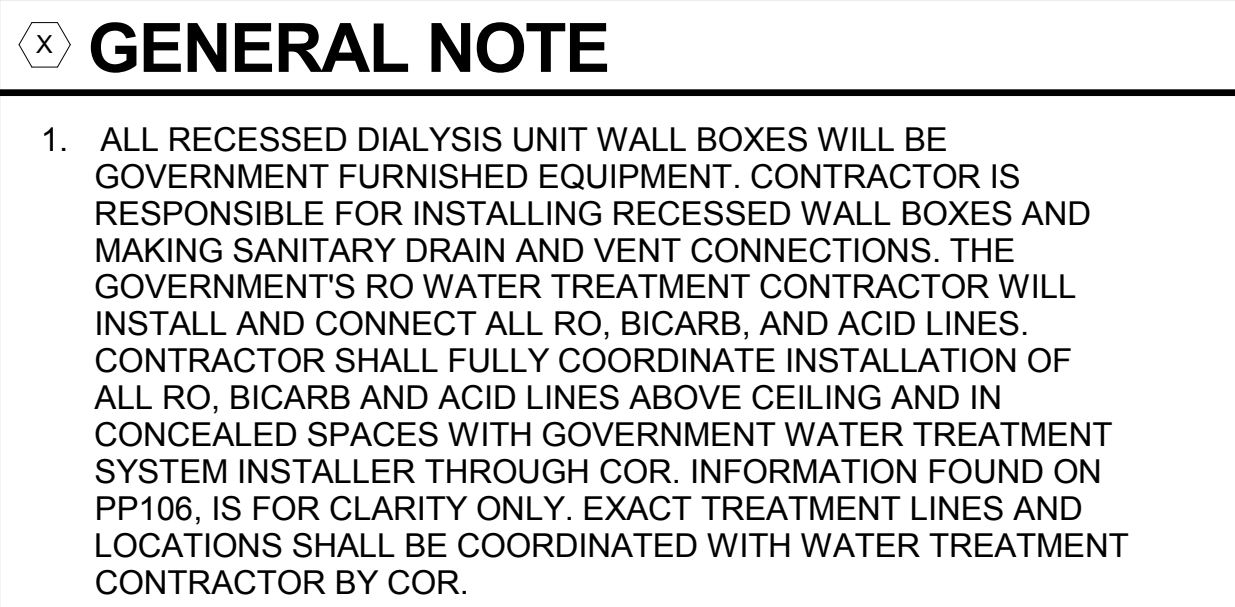 X GENERAL NOTE
1. ALL RECESSED DIALYSIS UNIT WALL BOXES WILL BE
GOVERNMENT FURNISHED EQUIPMENT. CONTRACTOR IS
RESPONSIBLE FOR INSTALLING RECESSED WALL BOXES AND
MAKING SANITARY DRAIN AND VENT CONNECTIONS. THE
GOVERNMENT'S RO WATER TREATMENT CONTRACTOR WILL
INSTALL AND CONNECT ALL RO, BICARB, AND ACID LINES.
CONTRACTOR SHALL FULLY COORDINATE INSTALLATION OF
ALL RO, BICARB AND ACID LINES ABOVE CEILING AND IN
CONCEALED SPACES WITH GOVERNMENT WATER TREATMENT
SYSTEM INSTALLER THROUGH COR. INFORMATION FOUND ON
PP106, IS FOR CLARITY ONLY. EXACT TREATMENT LINES AND
LOCATIONS SHALL BE COORDINATED WITH WATER TREATMENT
CONTRACTOR BY COR.